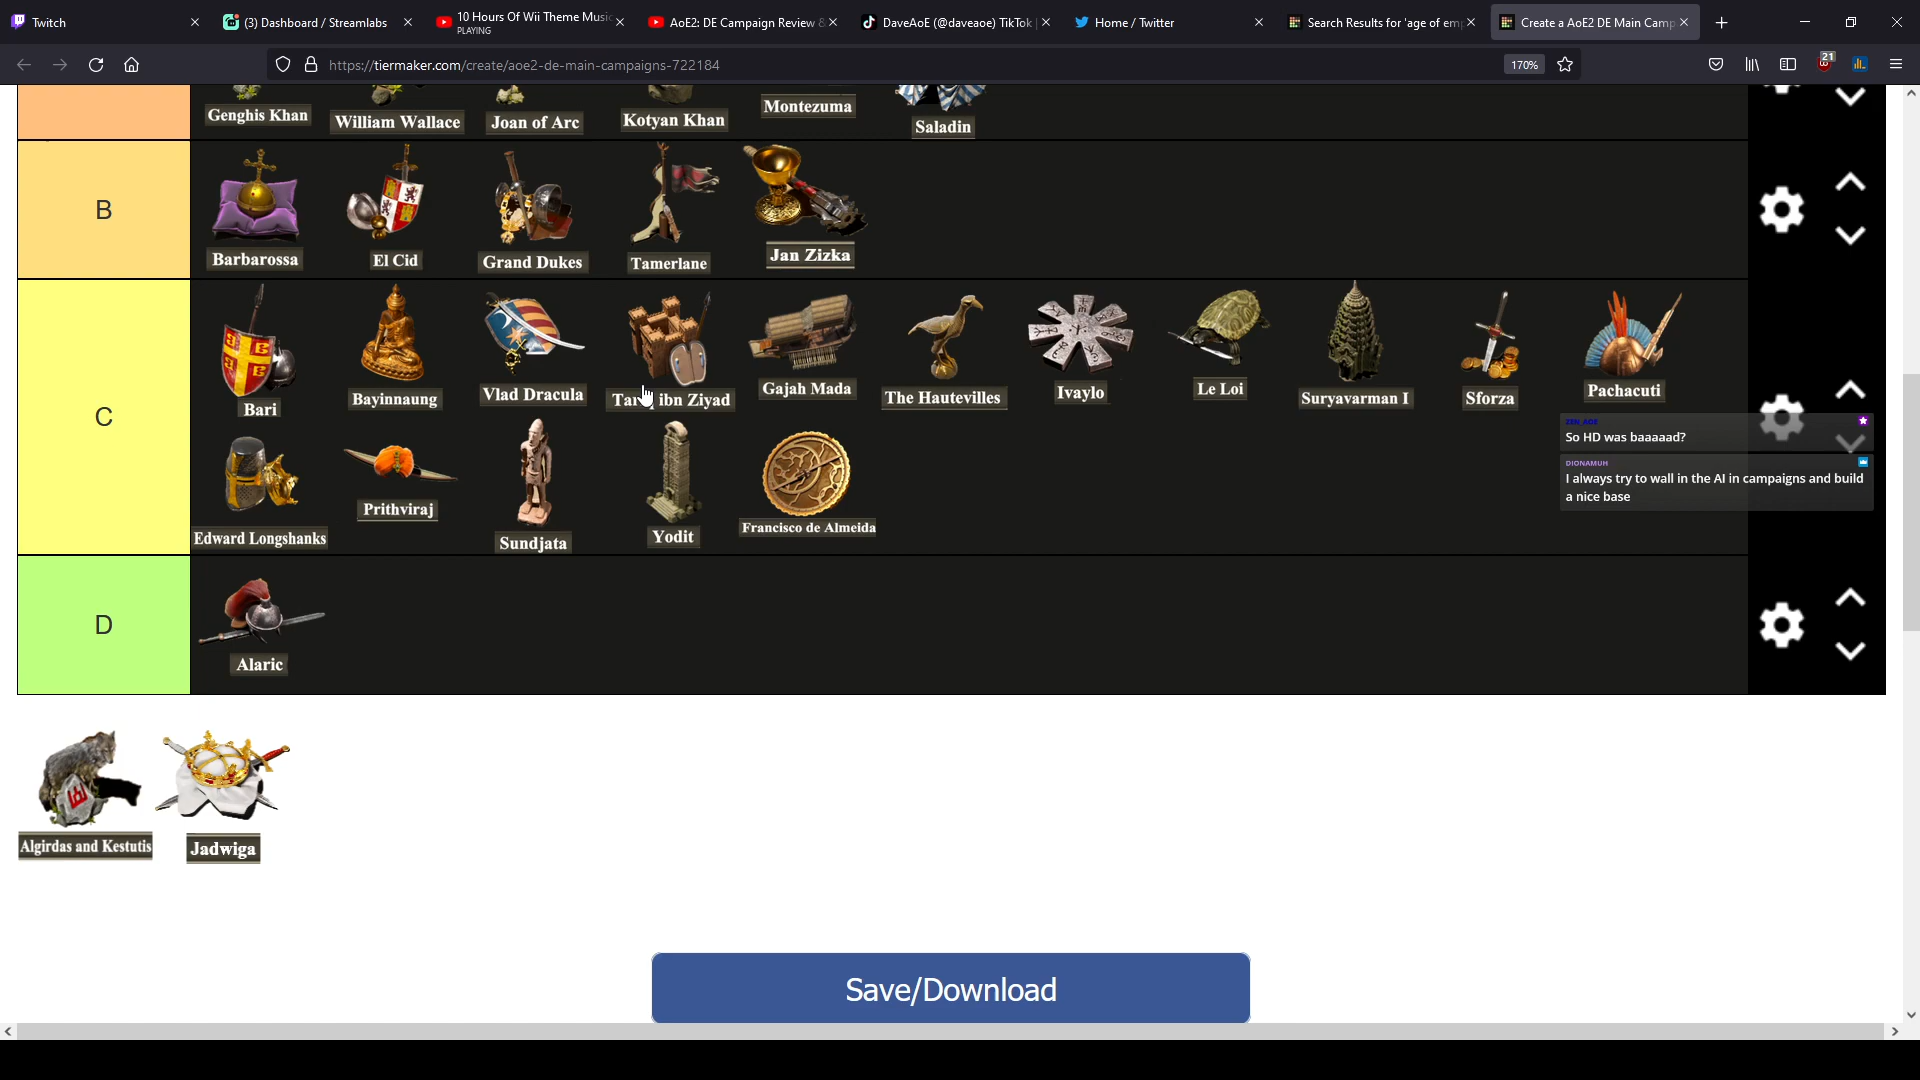 Twitch
(3) Dashboard / Streamlabs
10 Hours Of Wii Theme Music
PLAYING
AoE2: DE Campaign Review &
DaveAoE (@daveaoe) TikTok |
Home / Twitter
Search Results for 'age of em
Create a AoE2 DE Main Camp
https://tiermaker.com/create/aoe2-de-main-campaigns-722184
170%
21
Genghis Khan
William Wallace
Joan of Arc
Kotyan Khan
Montezuma
Saladin
B
Barbarossa
El Cid
Grand Dukes
Tamerlane
Jan Zizka
C
Bari
Bayinnaung
Vlad Dracula
Tariq ibn Ziyad
Gajah Mada
The Hautevilles
Ivaylo
Le Loi
Suryavarman I
Sforza
Pachacuti
Edward Longshanks
Prithviraj
Sundjata
Yodit
Francisco de Almeida
ZEN_AOE
So HD was baaaaad?
DIONAMUH
I always try to wall in the AI in campaigns and build
a nice base
D
Alaric
Algirdas and Kestutis
Jadwiga
Save/Download